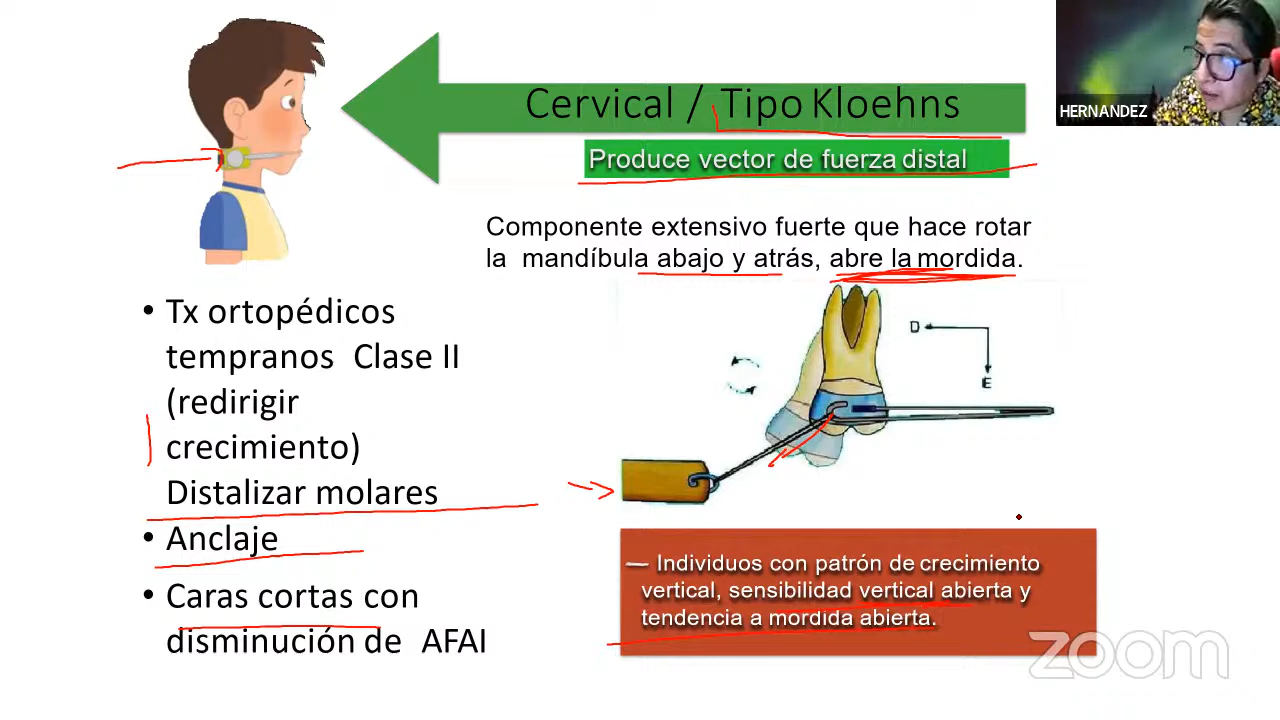 Cervical / Tipo Kloehns
HERNANDEZ
Produce vector de fuerza distal
Componente extensivo fuerte que hace rotar
la mandíbula abajo y atrás, abre la mordida.
• Tx ortopédicos
tempranos Clase II
(redirigir
crecimiento)
Distalizar molares
• Anclaje
• Caras cortas con
disminución de AFAI
D
E
– Individuos con patrón de crecimiento
vertical, sensibilidad vertical abierta y
tendencia a mordida abierta.
zoom